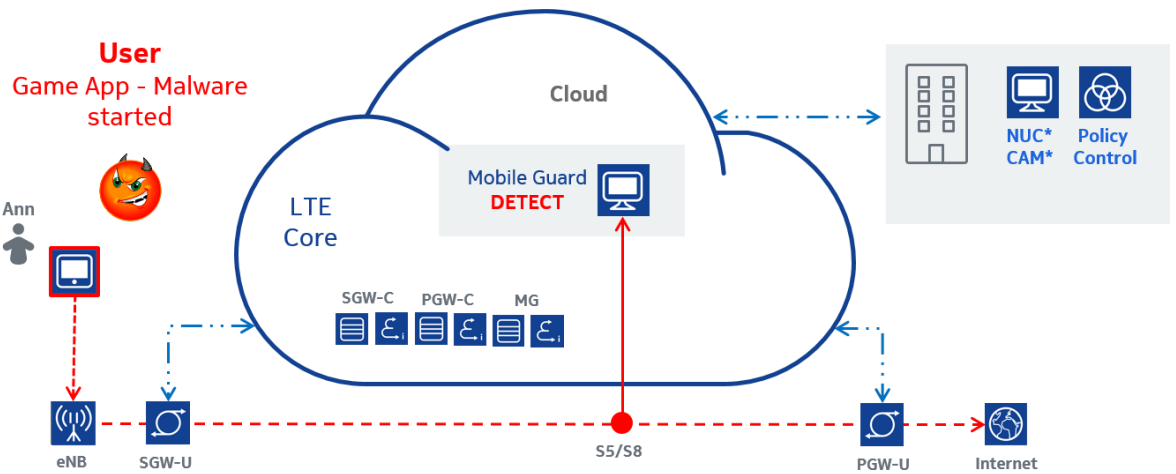 User
Game App - Malware
started
Ann
Cloud
Mobile Guard
DETECT
LTE
Core
NUC*
CAM*
Policy
Control
SGW-C
PGW-C
MG
eNB
SGW-U
S5/S8
PGW-U
Internet